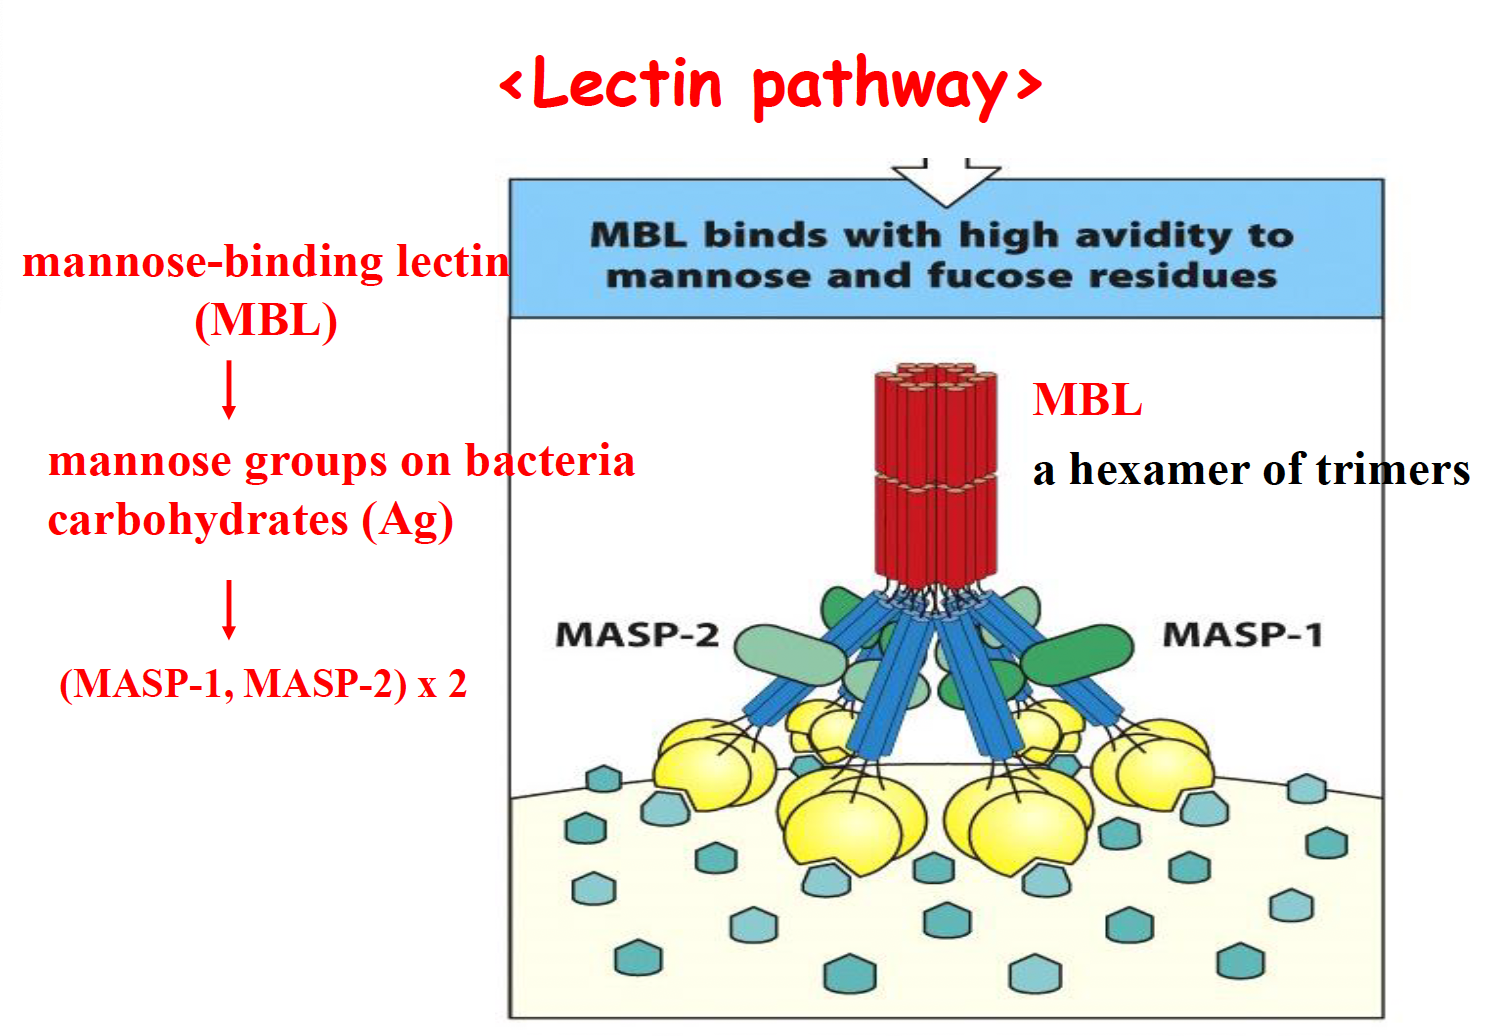 <Lectin pathway>
mannose-binding lectin
(MBL)
mannose groups on bacteria
carbohydrates (Ag)
(MASP-1, MASP-2) x 2
MBL binds with high avidity to
mannose and fucose residues
MBL
a hexamer of trimers
MASP-2
MASP-1